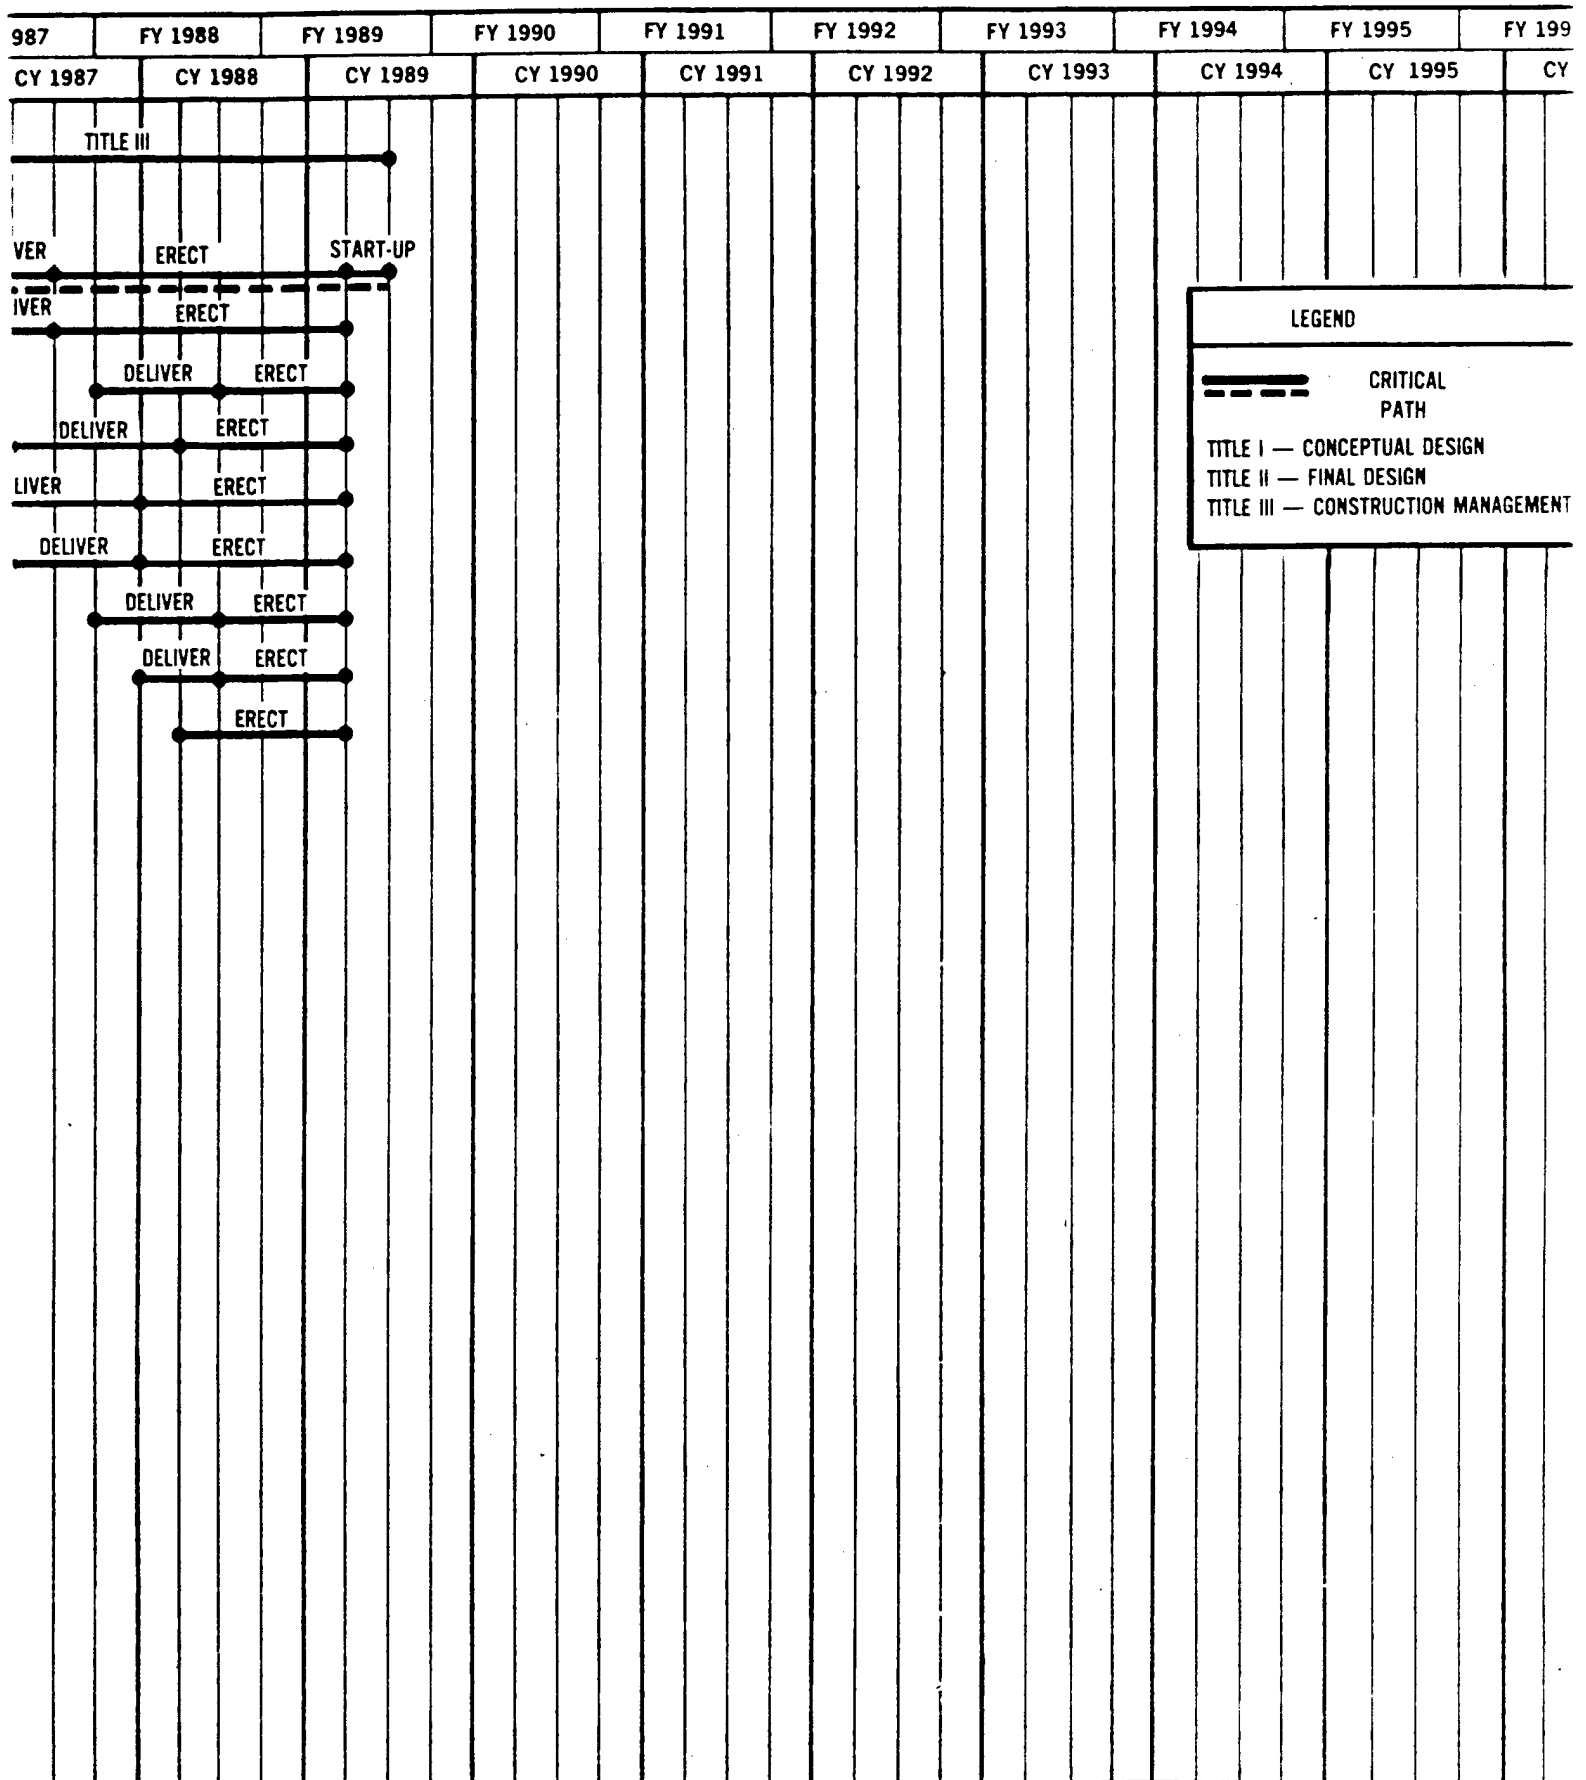 987 FY 1988 FY 1989 FY 1990 FY 1991 FY 1992 FY 1993 FY 1994 FY 1995 FY 199
CY 1987 CY 1988 CY 1989 CY 1990 CY 1991 CY 1992 CY 1993 CY 1994 CY 1995 CY
TITLE III
VER ERECT START-UP
IVER ERECT
DELIVER ERECT
DELIVER ERECT
LIVER ERECT
DELIVER ERECT
DELIVER ERECT
DELIVER ERECT
ERECT
LEGEND
CRITICAL
PATH
TITLE I — CONCEPTUAL DESIGN
TITLE II — FINAL DESIGN
TITLE III — CONSTRUCTION MANAGEMENT